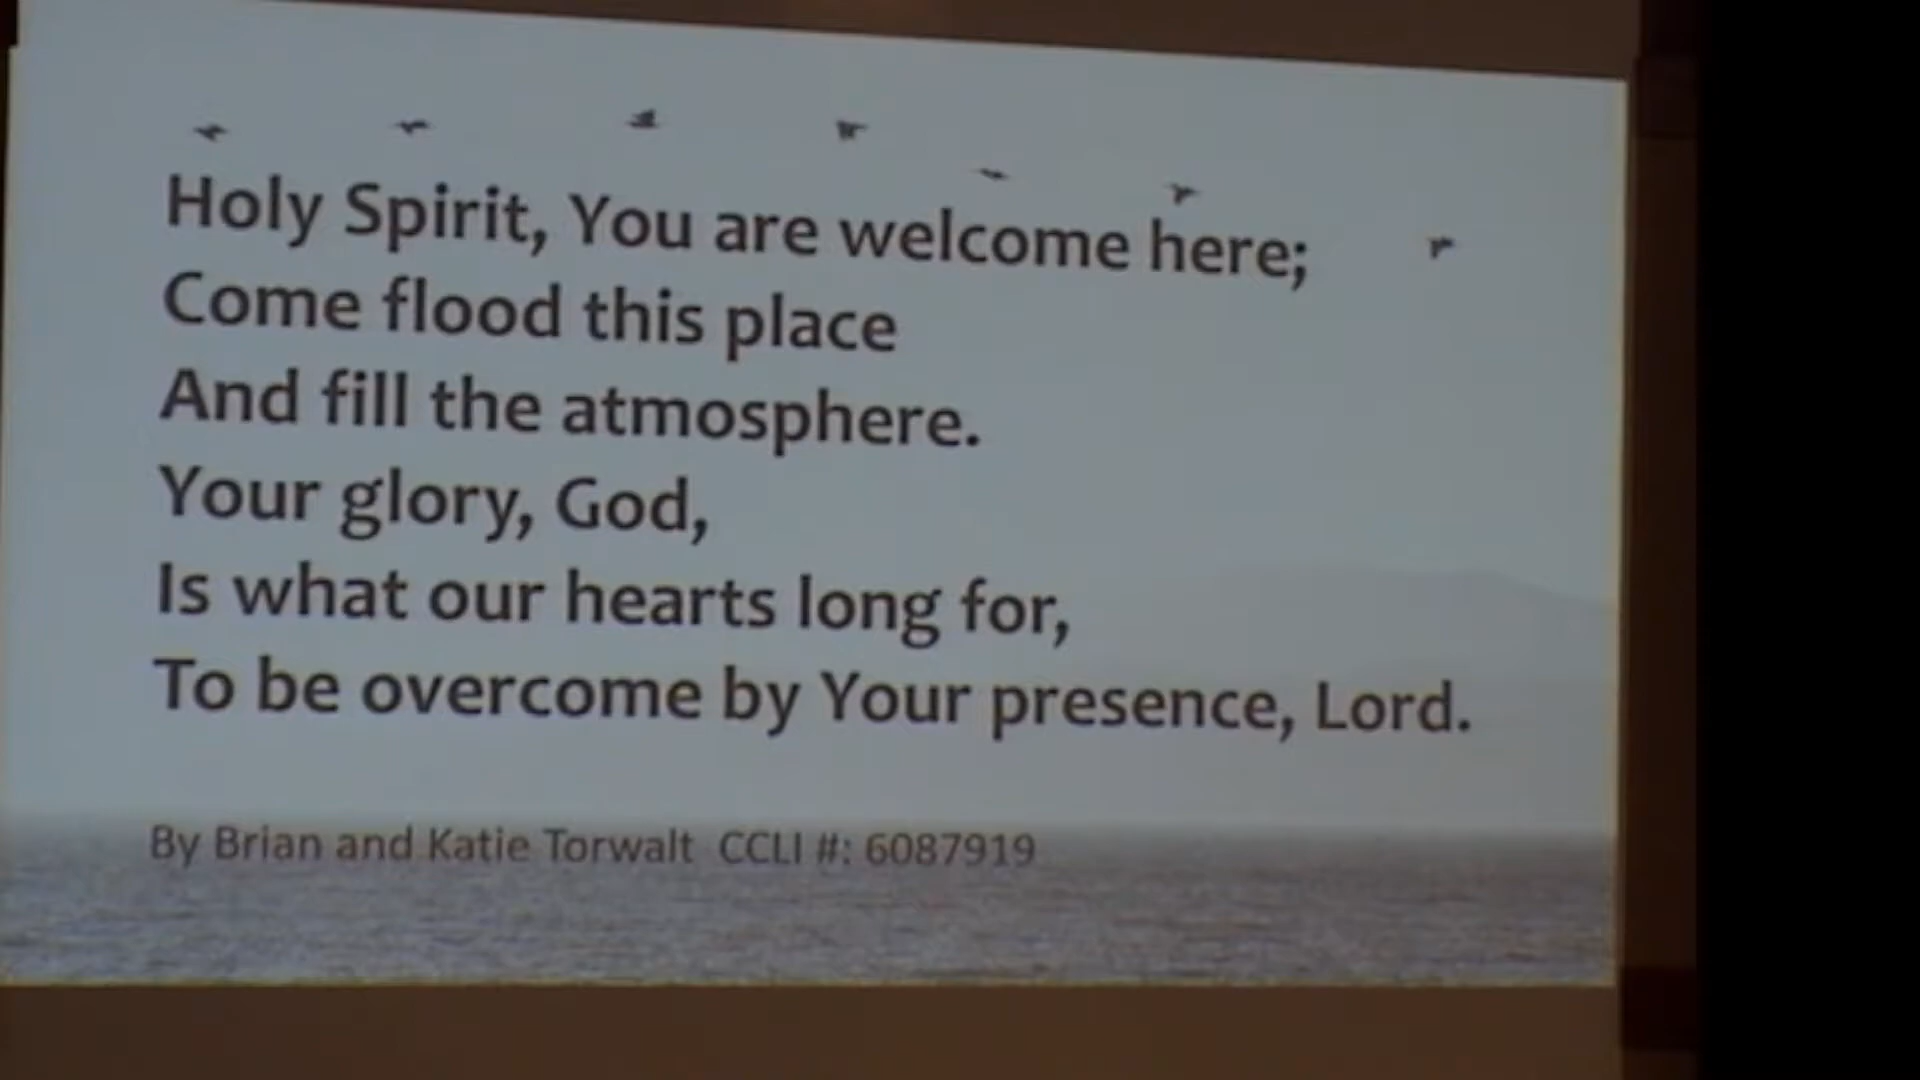 Holy Spirit, You are welcome here;
Come flood this place
And fill the atmosphere.
Your glory, God,
Is what our hearts long for,
To be overcome by Your presence, Lord.
By Brian and Katie Torwalt CCLI #: 6087919